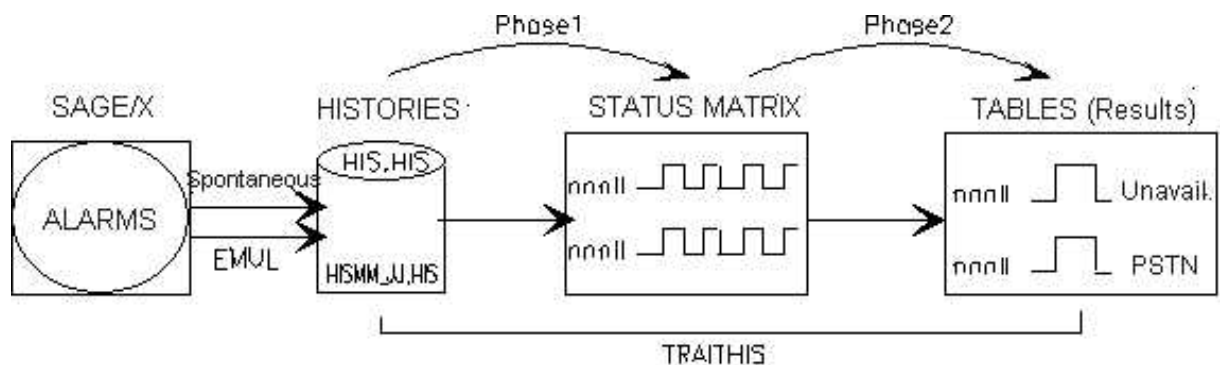 Phase1
Phase2
SAGE/X
HISTORIES
STATUS MATRIX
TABLES (Results)
ALARMS
Spontaneous
EMVL
HIS,HIS
HISMM_JJ,HIS
nnnll
nnnll
nnnll
Unavail.
nnnll
PSTN
TRAITHIS